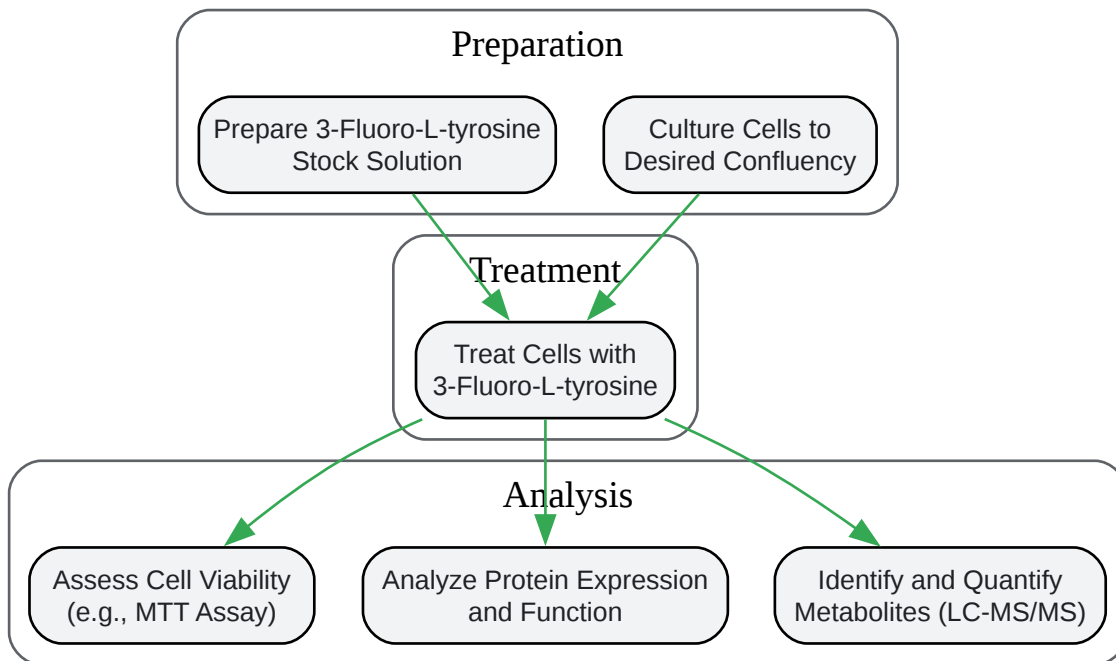 Preparation
Prepare 3-Fluoro-L-tyrosine
Stock Solution
Culture Cells to
Desired Confluency
Treatment
Treat Cells with
3-Fluoro-L-tyrosine
Analysis
Assess Cell Viability
(e.g., MTT Assay)
Analyze Protein Expression
and Function
Identify and Quantify
Metabolites (LC-MS/MS)